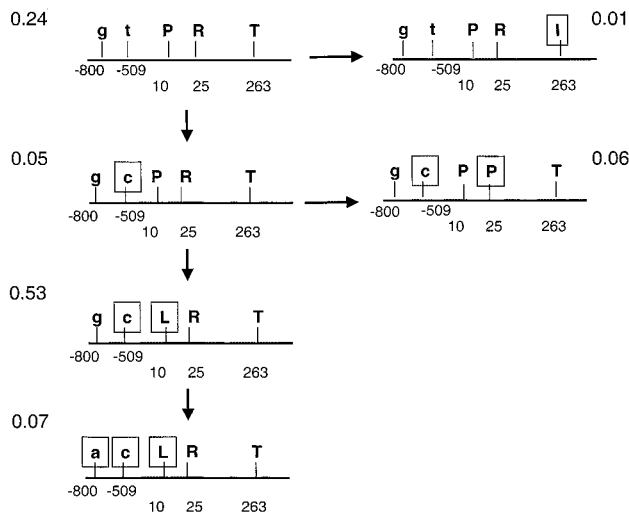 0.24
g t P R T
-800 -509
10 25 263
0.01
g t P R I
-800 -509
10 25 263
0.05
g c P R T
-800 -509
10 25 263
0.06
g c P P T
-800 -509
10 25 263
0.53
g c L R T
-800 -509
10 25 263
0.07
a c L R T
-800 -509
10 25 263